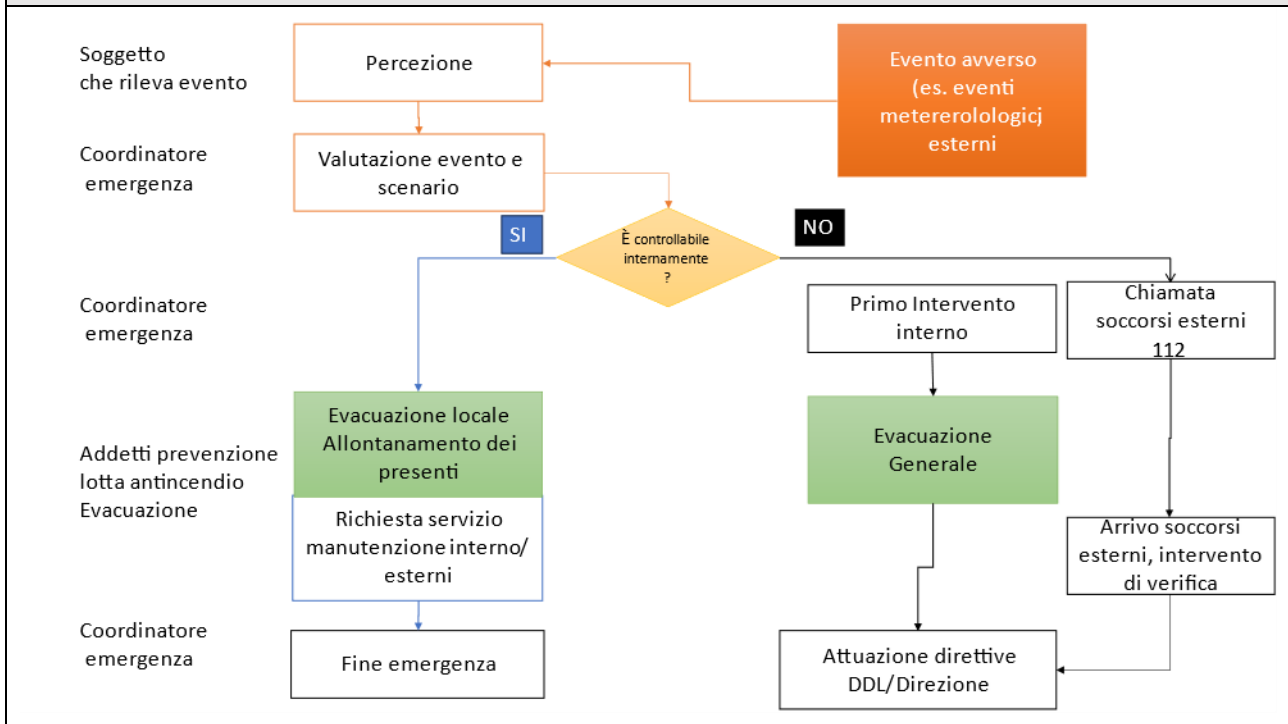 Soggetto
che rileva evento
Percezione
Evento avverso
(es. eventi
metererolologicj
esterni
Coordinatore
emergenza
Valutazione evento e
scenario
SI
NO
È controllabile
internamente
?
Coordinatore
emergenza
Primo Intervento
interno
Chiamata
soccorsi esterni
112
Addetti prevenzione
lotta antincendio
Evacuazione
Evacuazione locale
Allontanamento dei
presenti
Evacuazione
Generale
Richiesta servizio
manutenzione interno/
esterni
Arrivo soccorsi
esterni, intervento
di verifica
Coordinatore
emergenza
Fine emergenza
Attuazione direttive
DDL/Direzione